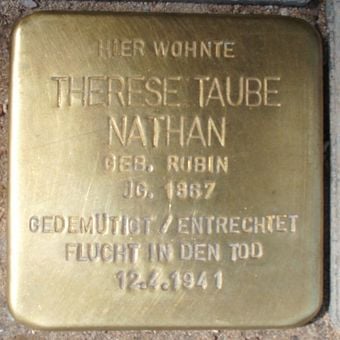 HIER WOHNTE
THERESE TAUBE
NATHAN
GEB. RUBIN
JG. 1867
GEDEMÜTIGT / ENTRECHTET
FLUCHT IN DEN TOD
12.4.1941